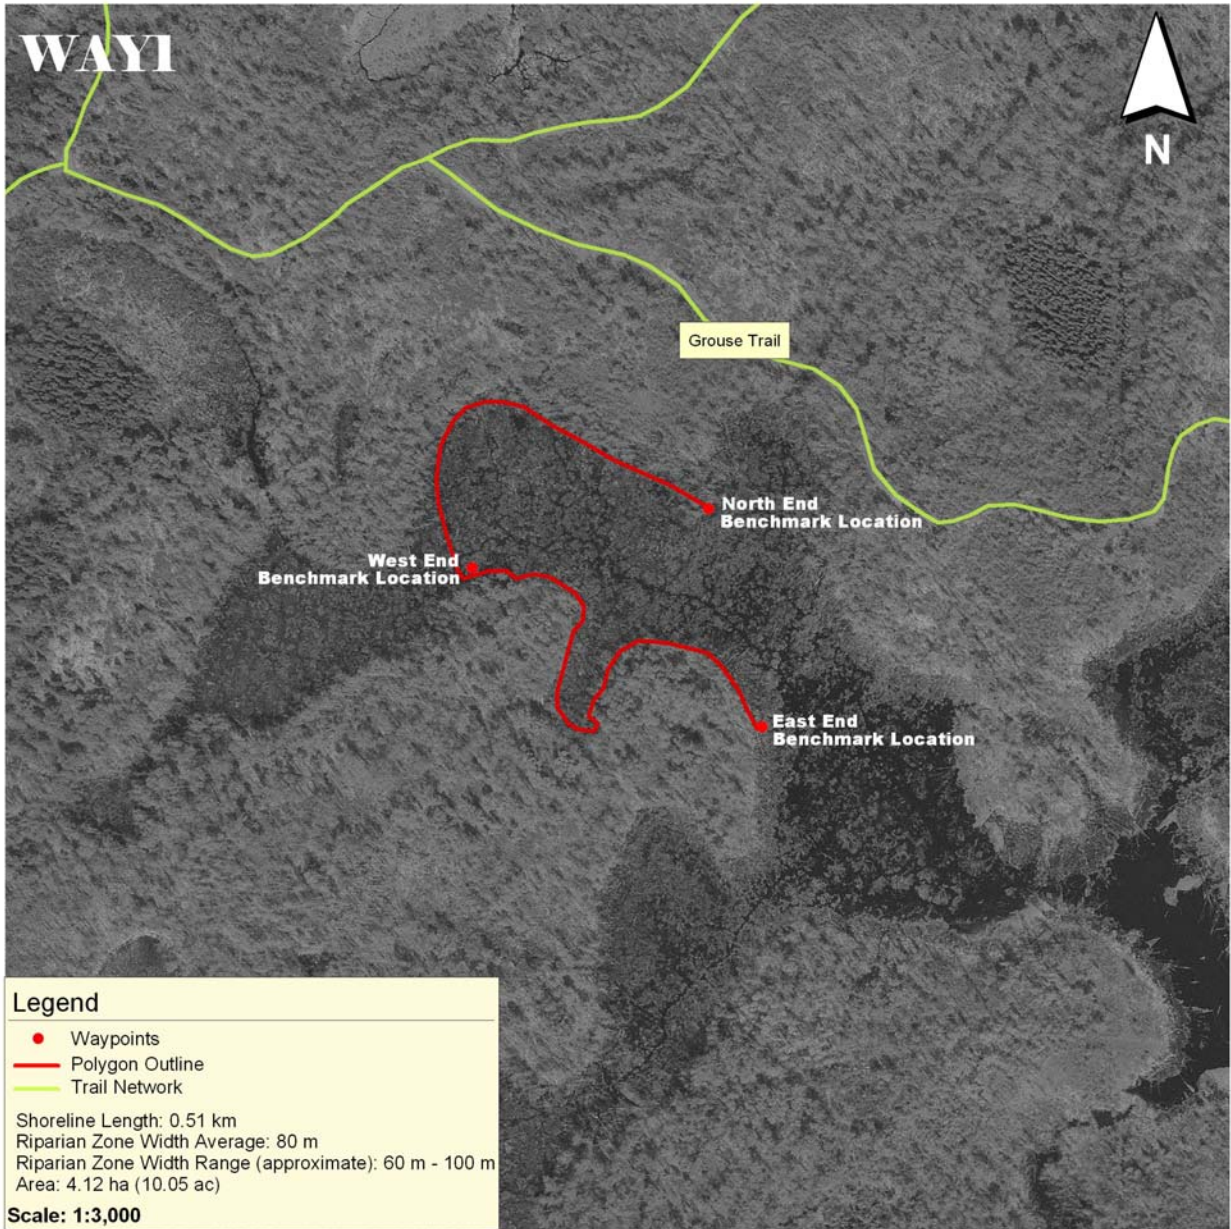 WAY1
N
Grouse Trail
North End
Benchmark Location
West End
Benchmark Location
East End
Benchmark Location
Legend
Waypoints
Polygon Outline
Trail Network
Shoreline Length: 0.51 km
Riparian Zone Width Average: 80 m
Riparian Zone Width Range (approximate): 60 m - 100 m
Area: 4.12 ha (10.05 ac)
Scale: 1:3,000